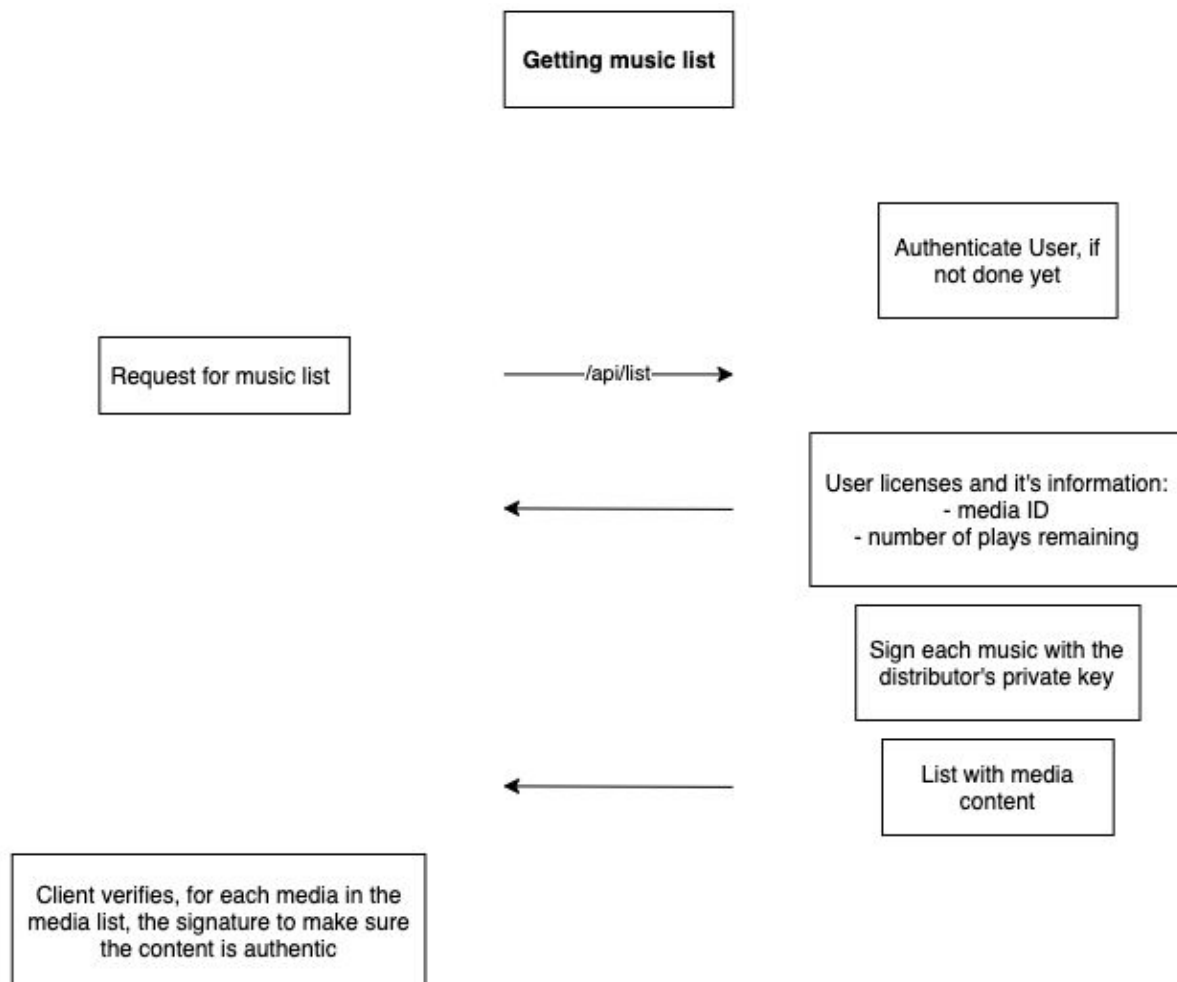 Getting music list
Authenticate User, if
not done yet
Request for music list
/api/list
User licenses and it's information:
- media ID
- number of plays remaining
Sign each music with the
distributor's private key
List with media
content
Client verifies, for each media in the
media list, the signature to make sure
the content is authentic